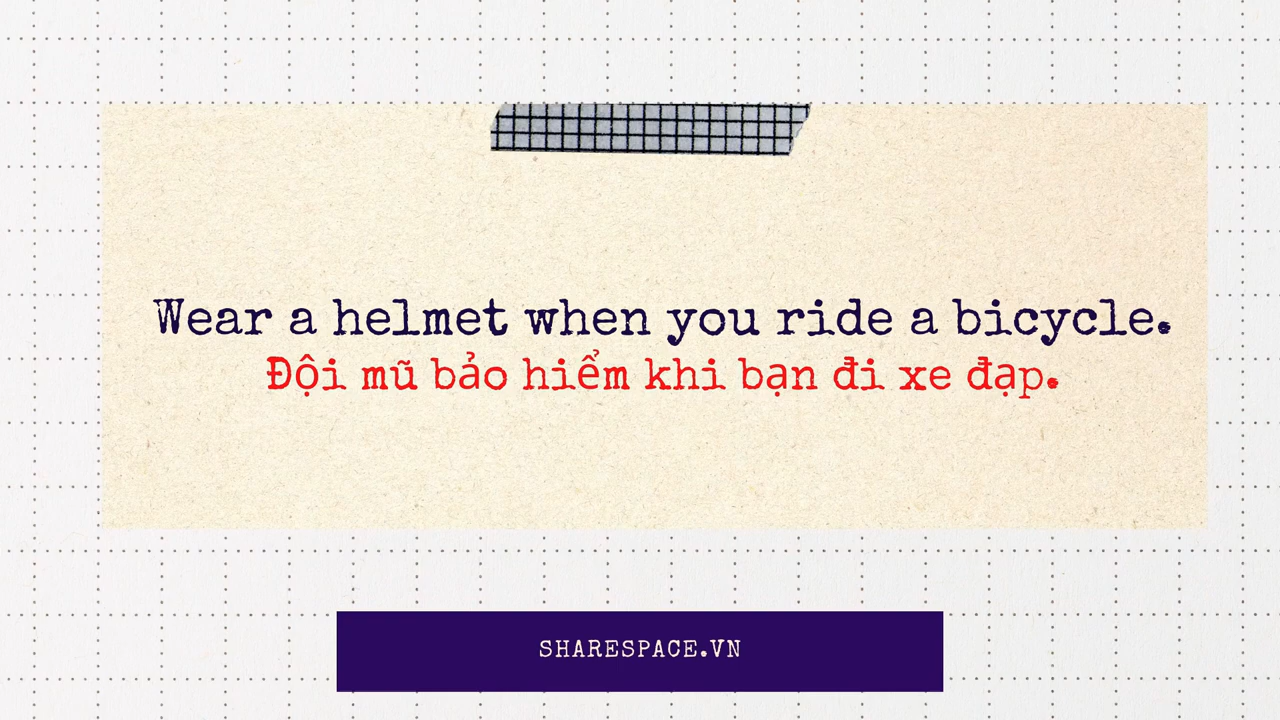 Wear a helmet when you ride a bicycle.
Đội mũ bảo hiểm khi bạn đi xe đạp.
SHARESPACE.VN